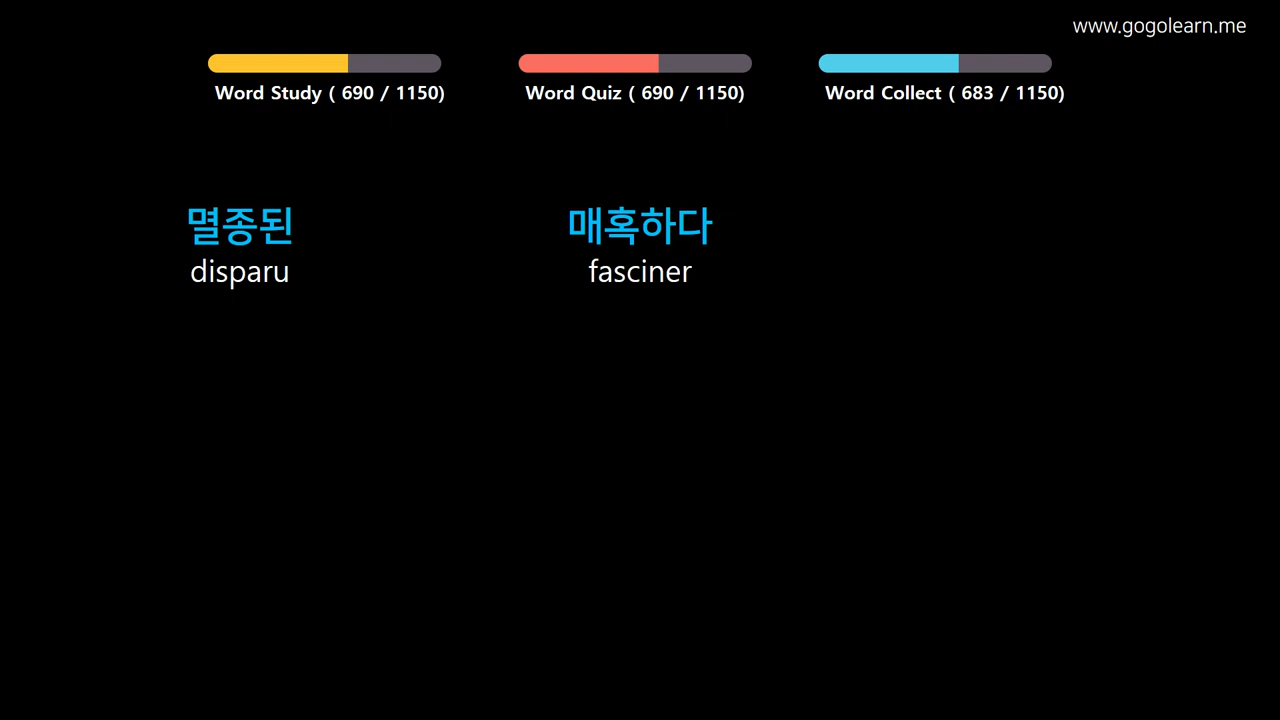 www.gogolearn.me
Word Study ( 690 / 1150)
Word Quiz ( 690 / 1150)
Word Collect ( 683 / 1150)
멸종된
disparu
매혹하다
fasciner